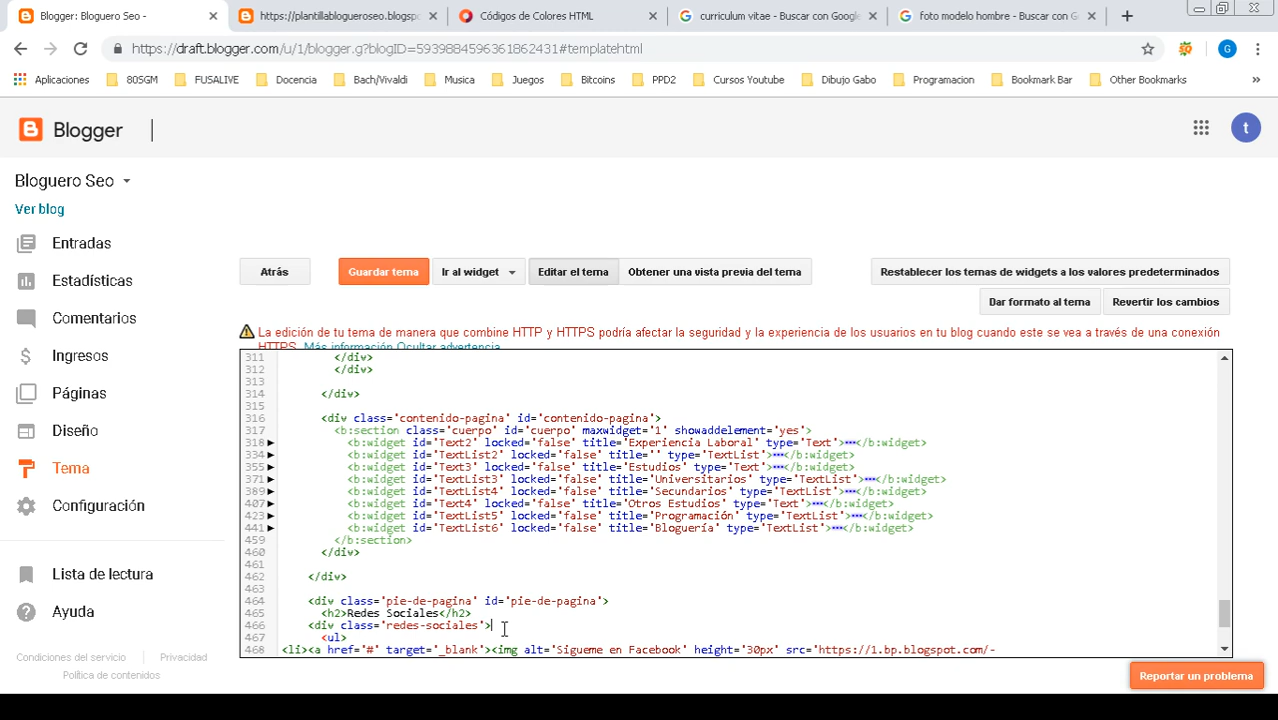 Blogger: Bloguero Seo -
https://plantillablogueroseo.blogsp
Códigos de Colores HTML
curriculum vitae - Buscar con Google
foto modelo hombre - Buscar con G
https://draft.blogger.com/u/1/blogger.g?blogID=5939884596361862431#templatehtml
G
Aplicaciones
80SGM
FUSALIVE
Docencia
Bach/Vivaldi
Musica
Juegos
Bitcoins
PPD2
Cursos Youtube
Dibujo Gabo
Programacion
Bookmark Bar
Other Bookmarks
Blogger
t
Bloguero Seo
Ver blog
Entradas
Estadísticas
Comentarios
Ingresos
Páginas
Diseño
Tema
Configuración
Lista de lectura
Ayuda
Condiciones del servicio Privacidad
Política de contenidos
Atrás
Guardar tema
Ir al widget
Editar el tema
Obtener una vista previa del tema
Restablecer los temas de widgets a los valores predeterminados
Dar formato al tema
Revertir los cambios
La edición de tu tema de manera que combine HTTP y HTTPS podría afectar la seguridad y la experiencia de los usuarios en tu blog cuando este se vea a través de una conexión
HTTPS. Más información Ocultar advertencia
311 </div>
312 </div>
313
314 </div>
315
316 <div class="contenido-pagina" id="contenido-pagina">
317 <b:section class="cuerpo" id="cuerpo" maxwidget="1" showaddelement="yes">
318 <b:widget id="Text2" locked="false" title="Experiencia Laboral" type="Text">…</b:widget>
334 <b:widget id="TextList2" locked="false" title="" type="TextList">…</b:widget>
355 <b:widget id="Text3" locked="false" title="Estudios" type="Text">…</b:widget>
371 <b:widget id="TextList3" locked="false" title="Universitarios" type="TextList">…</b:widget>
389 <b:widget id="TextList4" locked="false" title="Secundarios" type="TextList">…</b:widget>
407 <b:widget id="Text4" locked="false" title="Otros Estudios" type="Text">…</b:widget>
423 <b:widget id="TextList5" locked="false" title="Programación" type="TextList">…</b:widget>
441 <b:widget id="TextList6" locked="false" title="Bloguería" type="TextList">…</b:widget>
459 </b:section>
460 </div>
461
462 </div>
463
464 <div class="pie-de-pagina" id="pie-de-pagina">
465 <h2>Redes Sociales</h2>
466 <div class="redes-sociales">
467 <ul>
468 <li><a href="#" target="_blank"><img alt="Sigueme en Facebook" height="30px" src="https://1.bp.blogspot.com/-
Reportar un problema